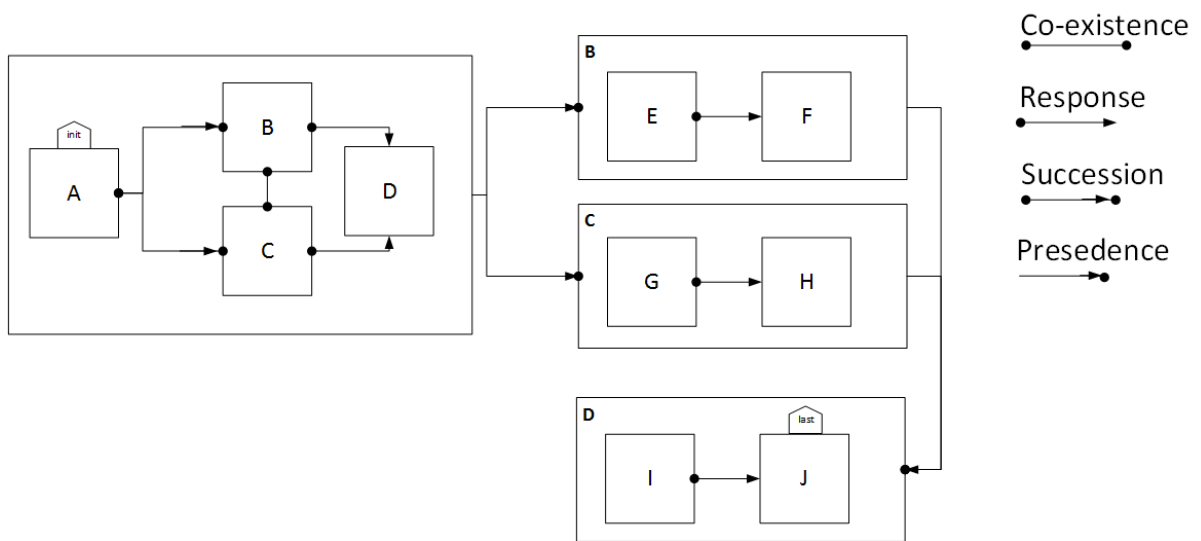 init
A
B
C
D
B
E
F
C
G
H
D
last
I
J
Co-existence
Response
Succession
Presedence